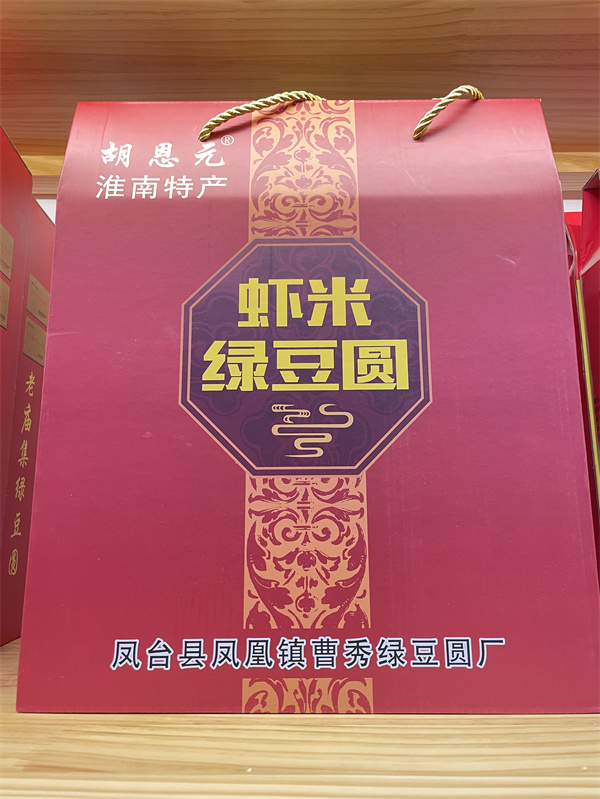 胡恩元®
淮南特产
虾米
绿豆圆
凤台县凤凰镇曹秀绿豆圆厂
老庙集绿豆圆